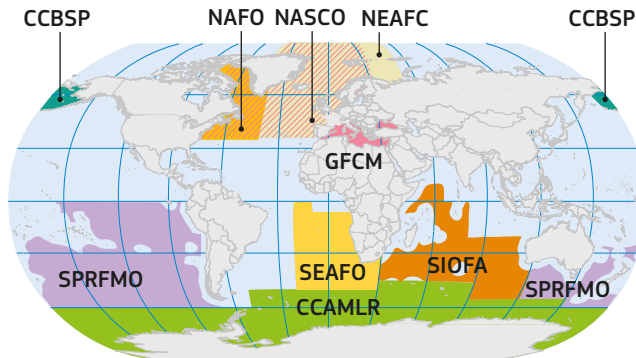 CCBSP
NAFO
NASCO
NEAFC
CCBSP
GFCM
SPRFMO
SEAFO
SIOFA
SPRFMO
CCAMLR